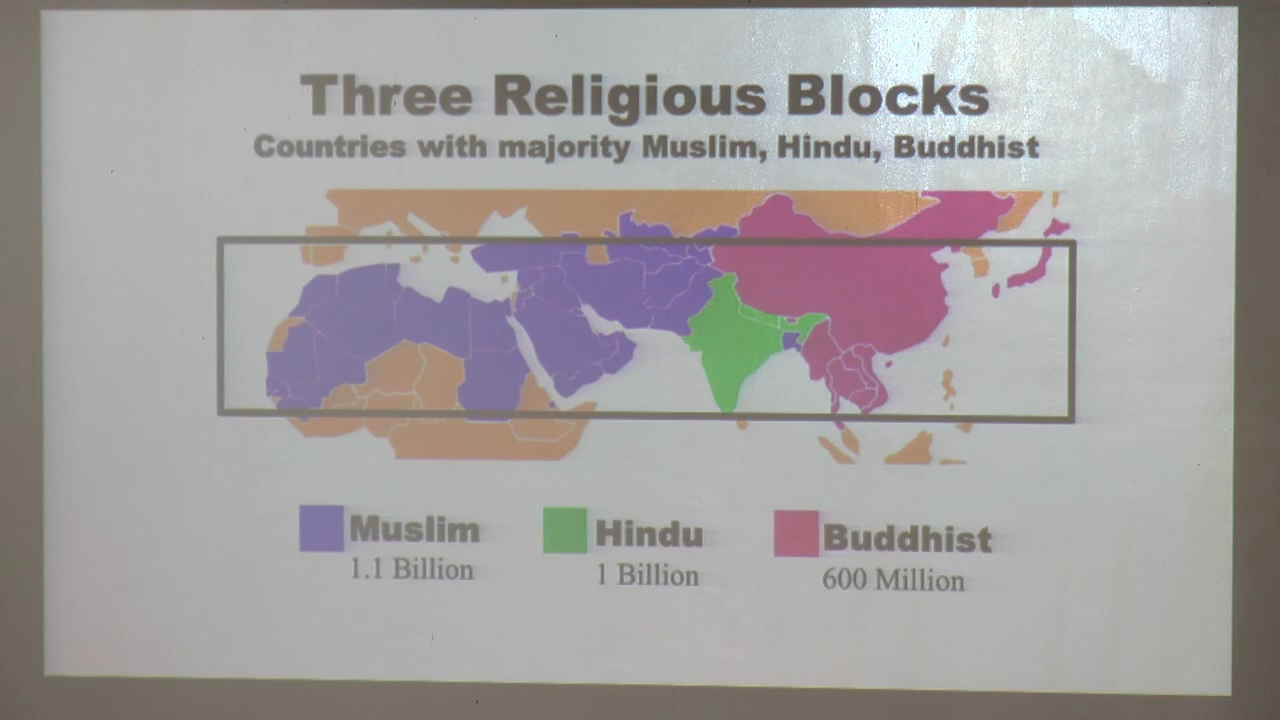 Three Religious Blocks
Countries with majority Muslim, Hindu, Buddhist
Muslim
1.1 Billion
Hindu
1 Billion
Buddhist
600 Million